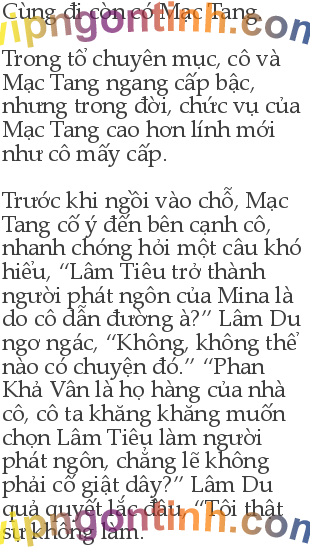 Cùng đi còn có Mạc Tang.
vipngontinh.com
Trong tổ chuyên mục, cô và
Mạc Tang ngang cấp bậc,
nhưng trong đời, chức vụ của
Mạc Tang cao hơn lính mới
như cô mấy cấp.
Trước khi ngồi vào chỗ, Mạc
Tang cố ý đến bên cạnh cô,
nhanh chóng hỏi một câu khó
hiểu, “Lâm Tiêu trở thành
người phát ngôn của Mina là
do cô dẫn đường à?” Lâm Du
ngơ ngác, “Không, không thể
nào có chuyện đó.” “Phan
Khả Vân là họ hàng của nhà
cô, cô ta khăng khăng muốn
chọn Lâm Tiêu làm người
phát ngôn, chẳng lẽ không
phải cố giật dây?” Lâm Du
quả quyết lắc đầu, “Tôi thật
sự không làm.
vipngontinh.com